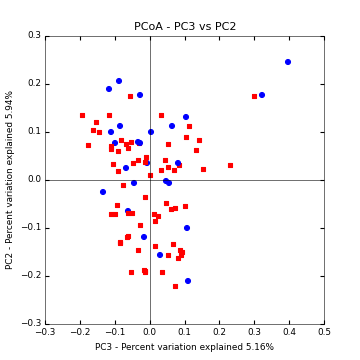 PCoA - PC3 vs PC2
0.3
0.2
0.1
0.0
−0.1
−0.2
−0.3
PC2 - Percent variation explained 5.94%
−0.3 −0.2 −0.1 0.0 0.1 0.2 0.3 0.4 0.5
PC3 - Percent variation explained 5.16%